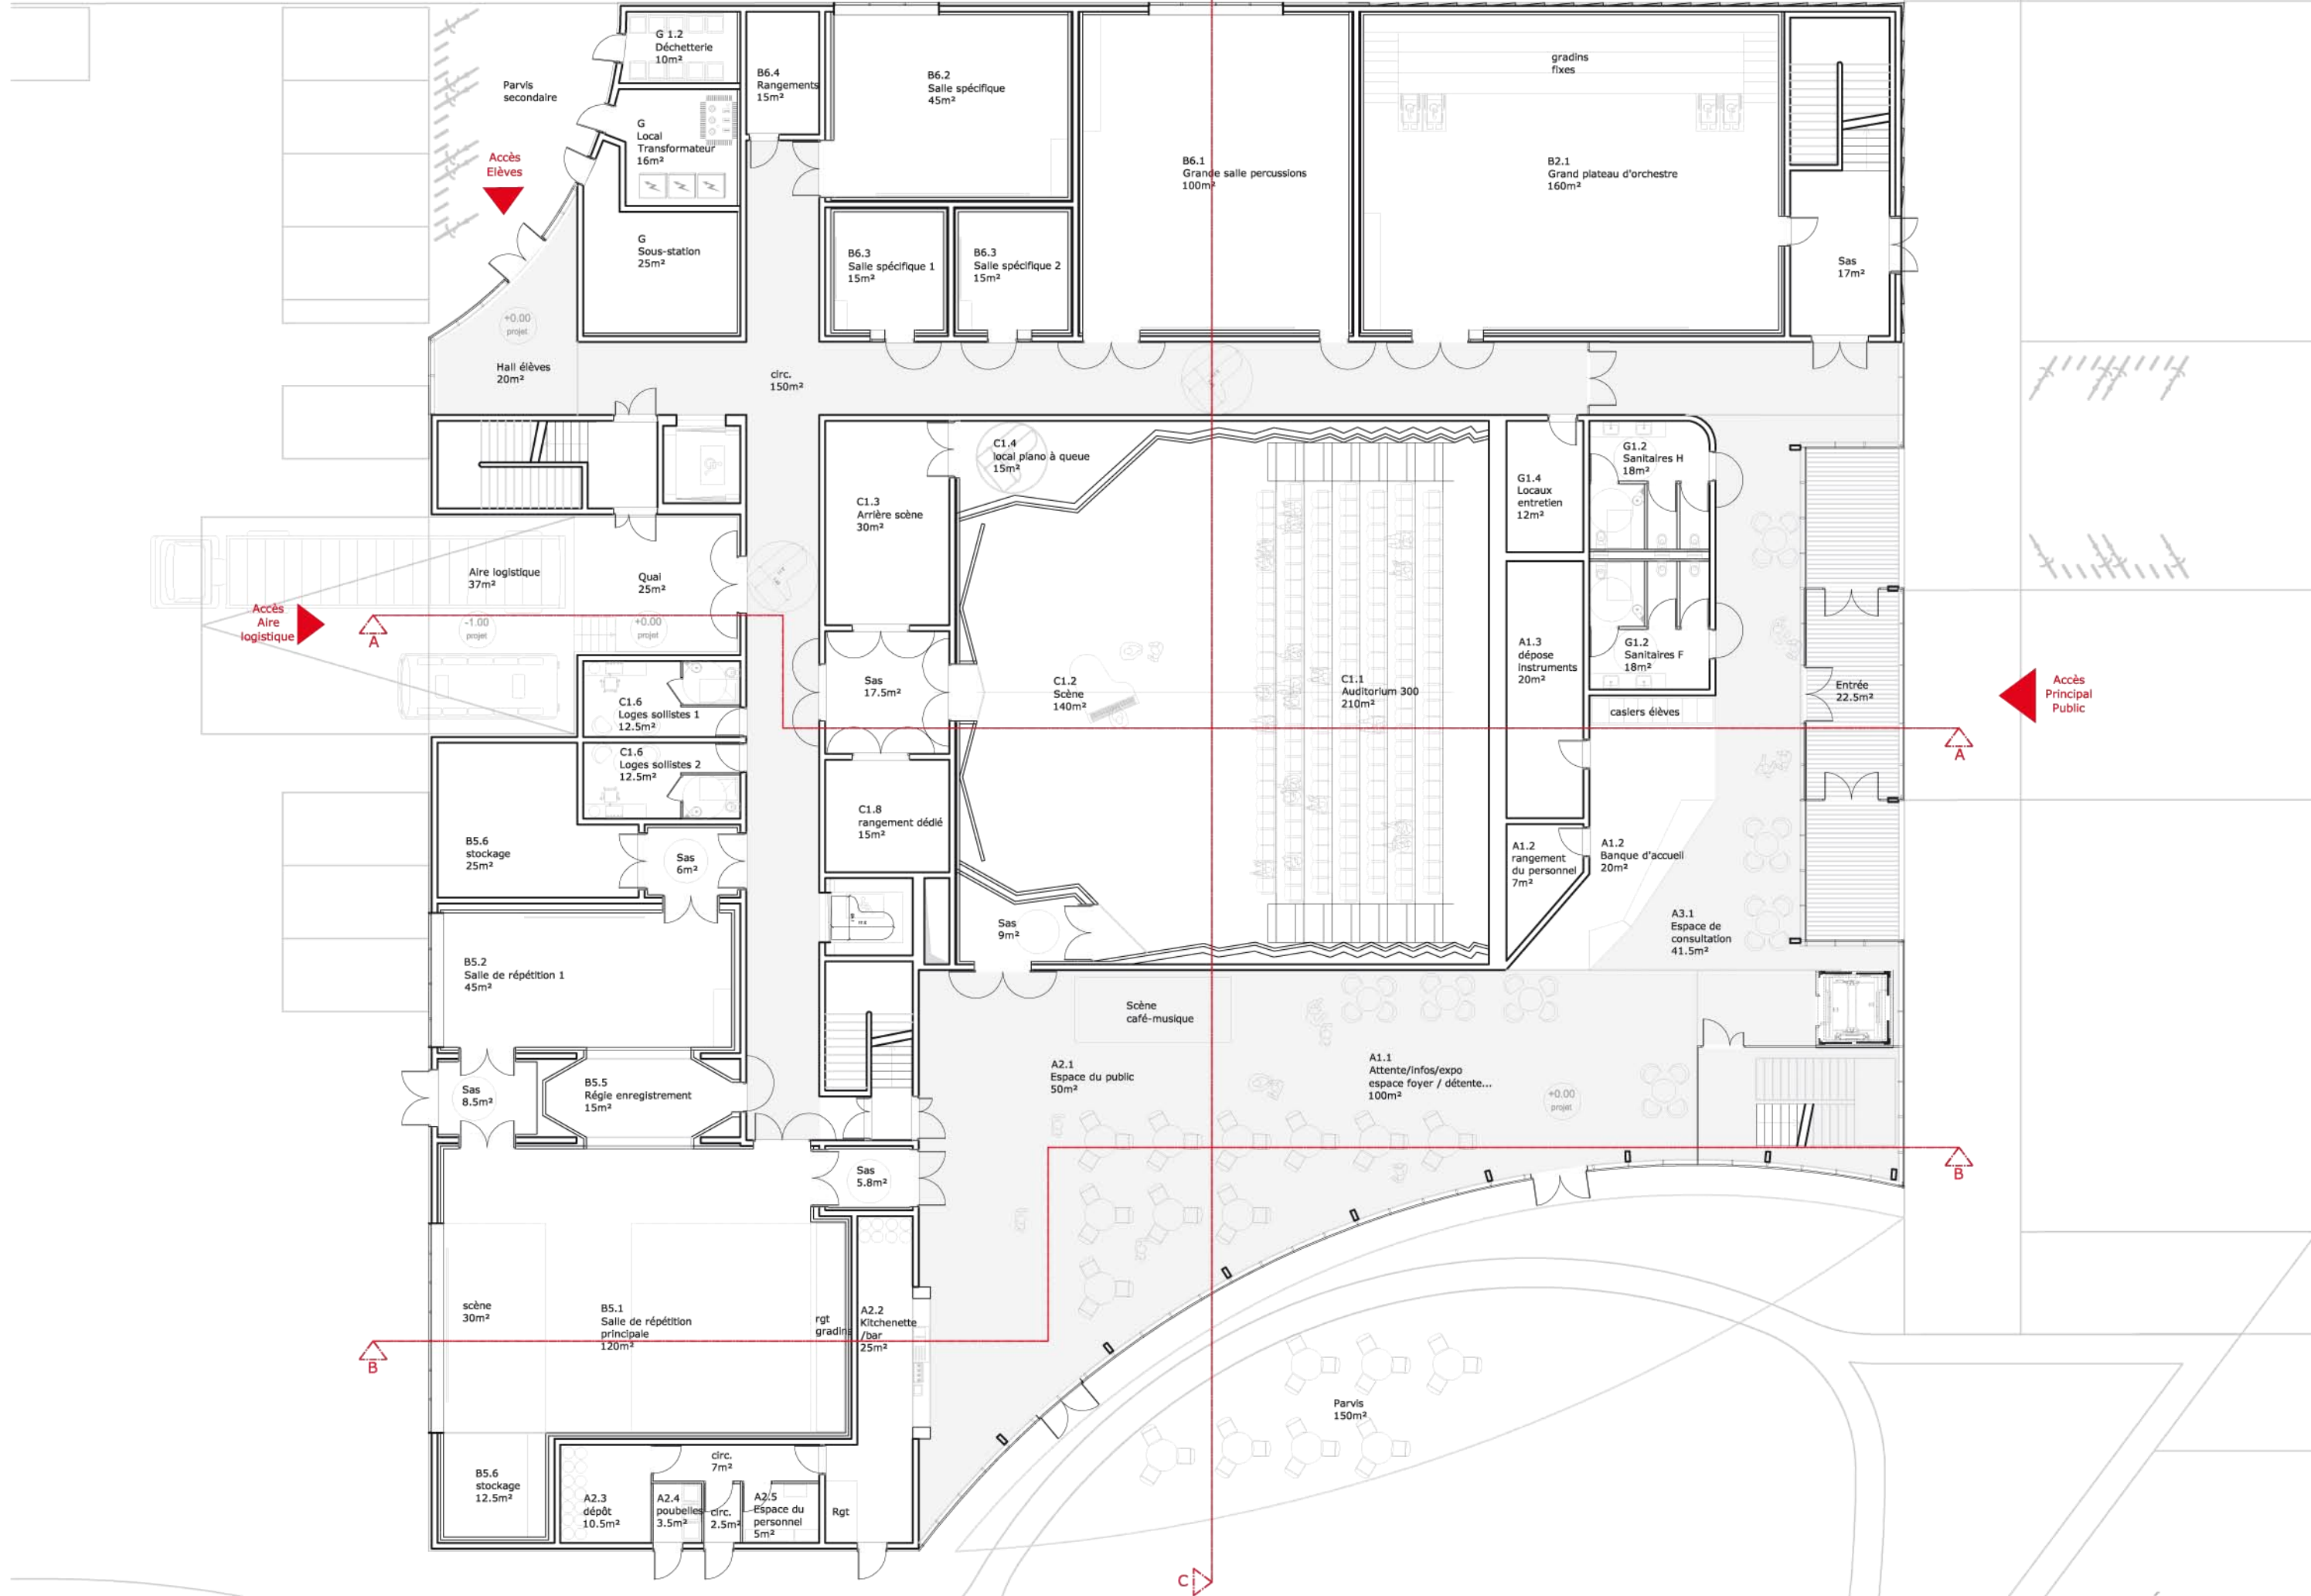 G 1.2
Déchetterie
10m²
B6.4
Rangements
15m²
B6.2
Salle spécifique
45m²
gradins
fixes
Parvis
secondaire
G
Local
Transformateur
16m²
Accès
Elèves
B6.1
Grande salle percussions
100m²
B2.1
Grand plateau d'orchestre
160m²
G
Sous-station
25m²
B6.3
Salle spécifique 1
15m²
B6.3
Salle spécifique 2
15m²
Sas
17m²
+0.00
projet
Hall élèves
20m²
circ.
150m²
C1.4
local piano à queue
15m²
G1.2
Sanitaires H
18m²
C1.3
Arrière scène
30m²
G1.4
Locaux
entretien
12m²
Aire logistique
37m²
Quai
25m²
Accès
Aire
logistique
A
-1.00
projet
+0.00
projet
A1.3
dépose
instruments
20m²
G1.2
Sanitaires F
18m²
Sas
17.5m²
C1.2
Scène
140m²
C1.1
Auditorium 300
210m²
Entrée
22.5m²
Accès
Principal
Public
C1.6
Loges sollistes 1
12.5m²
casiers élèves
A
C1.6
Loges sollistes 2
12.5m²
C1.8
rangement dédié
15m²
B5.6
stockage
25m²
Sas
6m²
A1.2
rangement
du personnel
7m²
A1.2
Banque d'accueil
20m²
A3.1
Espace de
consultation
41.5m²
Sas
9m²
B5.2
Salle de répétition 1
45m²
Scène
café-musique
A2.1
Espace du public
50m²
A1.1
Attente/infos/expo
espace foyer / détente...
100m²
+0.00
projet
Sas
8.5m²
B5.5
Régie enregistrement
15m²
Sas
5.8m²
B
scène
30m²
B5.1
Salle de répétition
principale
120m²
rgt
gradins
A2.2
Kitchenette
/bar
25m²
B
Parvis
150m²
B5.6
stockage
12.5m²
circ.
7m²
A2.3
dépôt
10.5m²
A2.4
poubelles
3.5m²
circ.
2.5m²
A2.5
Espace du
personnel
5m²
Rgt
C